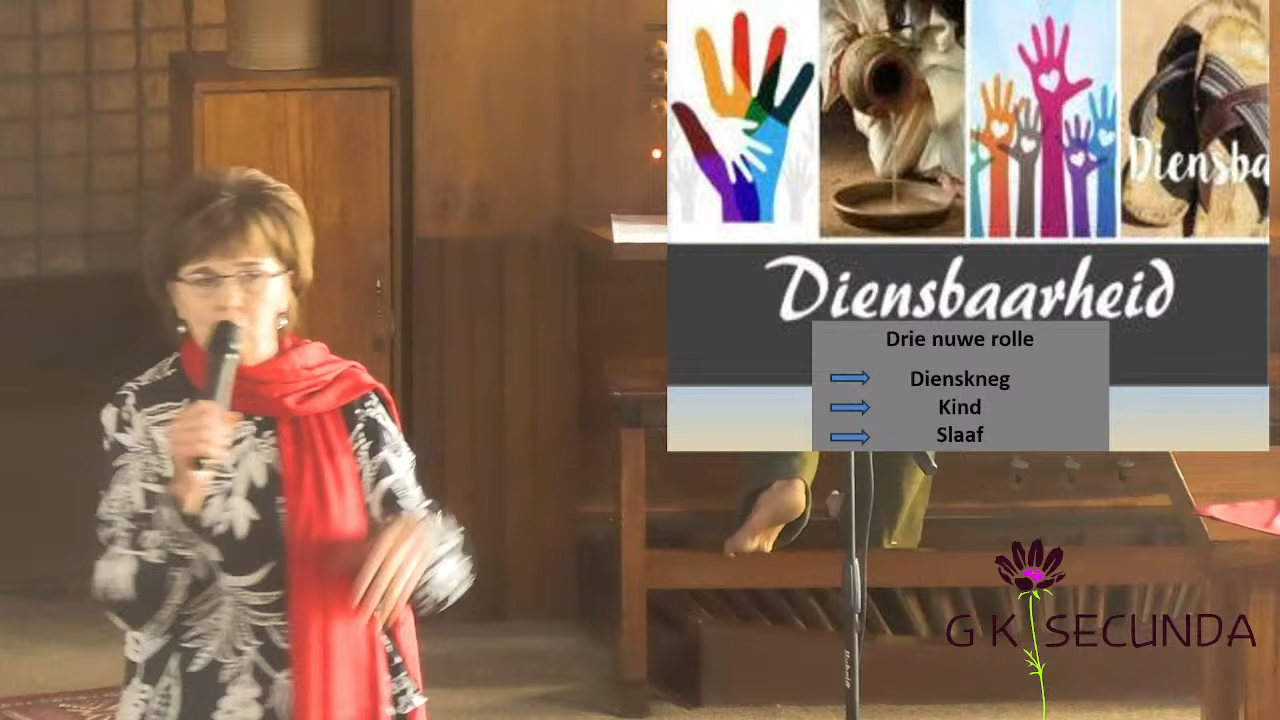 Diensba
Diensbaarheid
Drie nuwe rolle
Dienskneg
Kind
Slaaf
G K SECUNDA